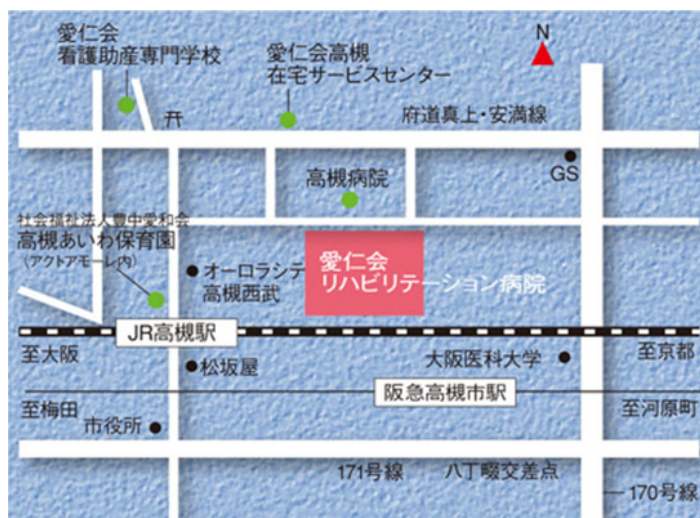 愛仁会
看護助産専門学校
愛仁会高槻
在宅サービスセンター
N
府道真上・安満線
GS
高槻病院
社会福祉法人豊中愛和会
高槻あいわ保育園
（アクトアモーレ内）
オーロラシテ
高槻西武
愛仁会
リハビリテーション病院
JR高槻駅
至大阪
松坂屋
大阪医科大学
至京都
阪急高槻市駅
至梅田
至河原町
市役所
171号線
八丁畷交差点
170号線